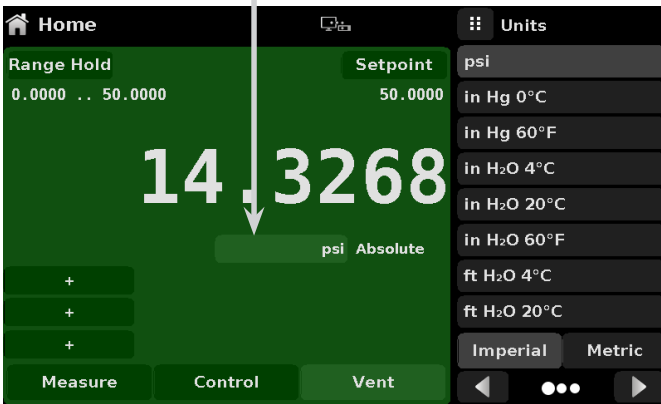 Home
Units
Range Hold
Setpoint
psi
0.0000 .. 50.0000
50.0000
in Hg 0°C
in Hg 60°F
14.3268
in H₂O 4°C
in H₂O 20°C
psi Absolute
in H₂O 60°F
+
ft H₂O 4°C
+
ft H₂O 20°C
+
Imperial
Metric
Measure
Control
Vent